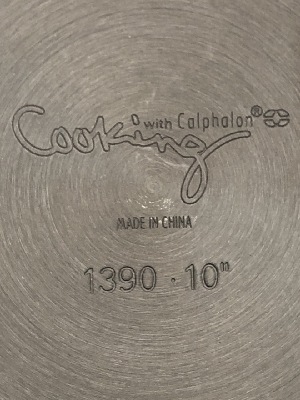 Cooking with Calphalon®
MADE IN CHINA
1390 · 10"